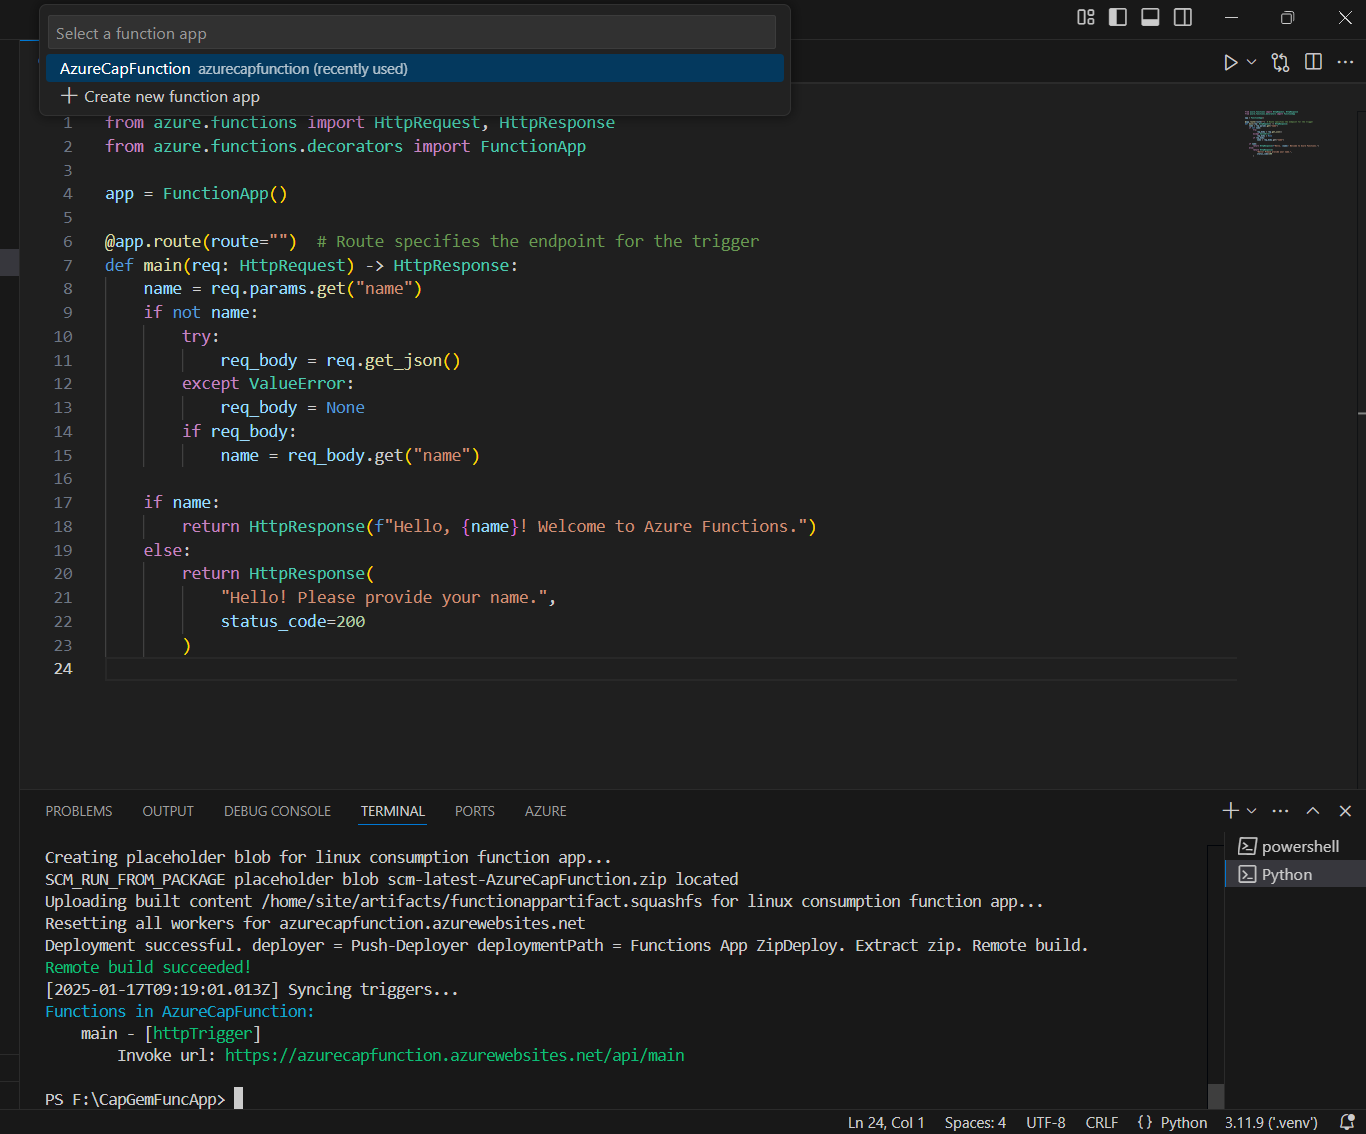 Select a function app
AzureCapFunction azurecapfunction (recently used)
+ Create new function app
1 from azure.functions import HttpRequest, HttpResponse
2 from azure.functions.decorators import FunctionApp
3
4 app = FunctionApp()
5
6 @app.route(route="") # Route specifies the endpoint for the trigger
7 def main(req: HttpRequest) -> HttpResponse:
8 name = req.params.get("name")
9 if not name:
10 try:
11 req_body = req.get_json()
12 except ValueError:
13 req_body = None
14 if req_body:
15 name = req_body.get("name")
16
17 if name:
18 return HttpResponse(f"Hello, {name}! Welcome to Azure Functions.")
19 else:
20 return HttpResponse(
21 "Hello! Please provide your name.",
22 status_code=200
23 )
24
PROBLEMS OUTPUT DEBUG CONSOLE TERMINAL PORTS AZURE
Creating placeholder blob for linux consumption function app...
SCM_RUN_FROM_PACKAGE placeholder blob scm-latest-AzureCapFunction.zip located
Uploading built content /home/site/artifacts/functionappartifact.squashfs for linux consumption function app...
Resetting all workers for azurecapfunction.azurewebsites.net
Deployment successful. deployer = Push-Deployer deploymentPath = Functions App ZipDeploy. Extract zip. Remote build.
Remote build succeeded!
[2025-01-17T09:19:01.013Z] Syncing triggers...
Functions in AzureCapFunction:
main - [httpTrigger]
Invoke url: https://azurecapfunction.azurewebsites.net/api/main
PS F:\CapGemFuncApp>
powershell
Python
Ln 24, Col 1 Spaces: 4 UTF-8 CRLF {} Python 3.11.9 ('.venv')